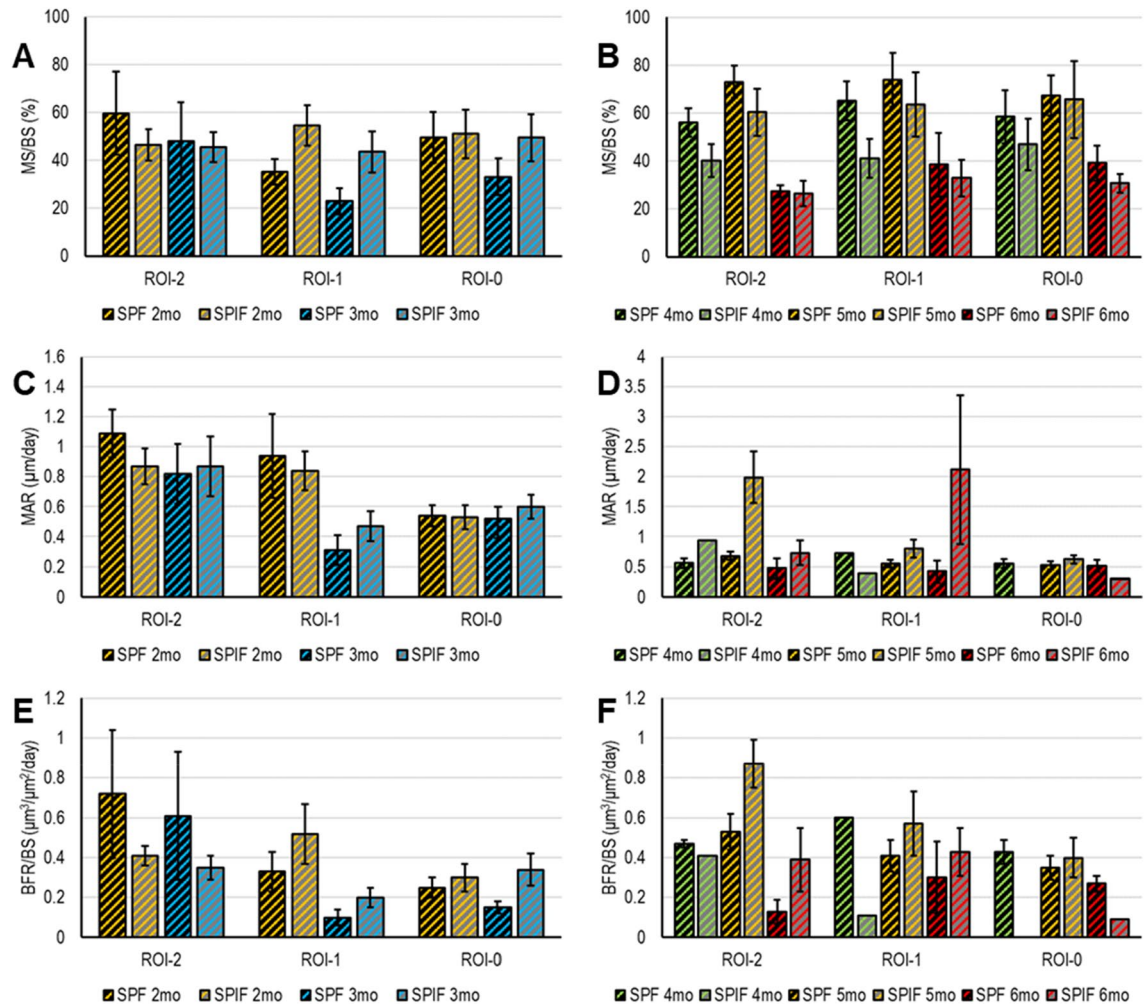 A
MS/BS (%)
100
80
60
40
20
0
ROI-2 ROI-1 ROI-0
SPF 2mo SPIF 2mo SPF 3mo SPIF 3mo
B
MS/BS (%)
100
80
60
40
20
0
ROI-2 ROI-1 ROI-0
SPF 4mo SPIF 4mo SPF 5mo SPIF 5mo SPF 6mo SPIF 6mo
C
MAR (µm/day)
1.6
1.4
1.2
1
0.8
0.6
0.4
0.2
0
ROI-2 ROI-1 ROI-0
SPF 2mo SPIF 2mo SPF 3mo SPIF 3mo
D
MAR (µm/day)
4
3.5
3
2.5
2
1.5
1
0.5
0
ROI-2 ROI-1 ROI-0
SPF 4mo SPIF 4mo SPF 5mo SPIF 5mo SPF 6mo SPIF 6mo
E
BFR/BS (µm³/µm²/day)
1.2
1
0.8
0.6
0.4
0.2
0
ROI-2 ROI-1 ROI-0
SPF 2mo SPIF 2mo SPF 3mo SPIF 3mo
F
BFR/BS (µm³/µm²/day)
1.2
1
0.8
0.6
0.4
0.2
0
ROI-2 ROI-1 ROI-0
SPF 4mo SPIF 4mo SPF 5mo SPIF 5mo SPF 6mo SPIF 6mo